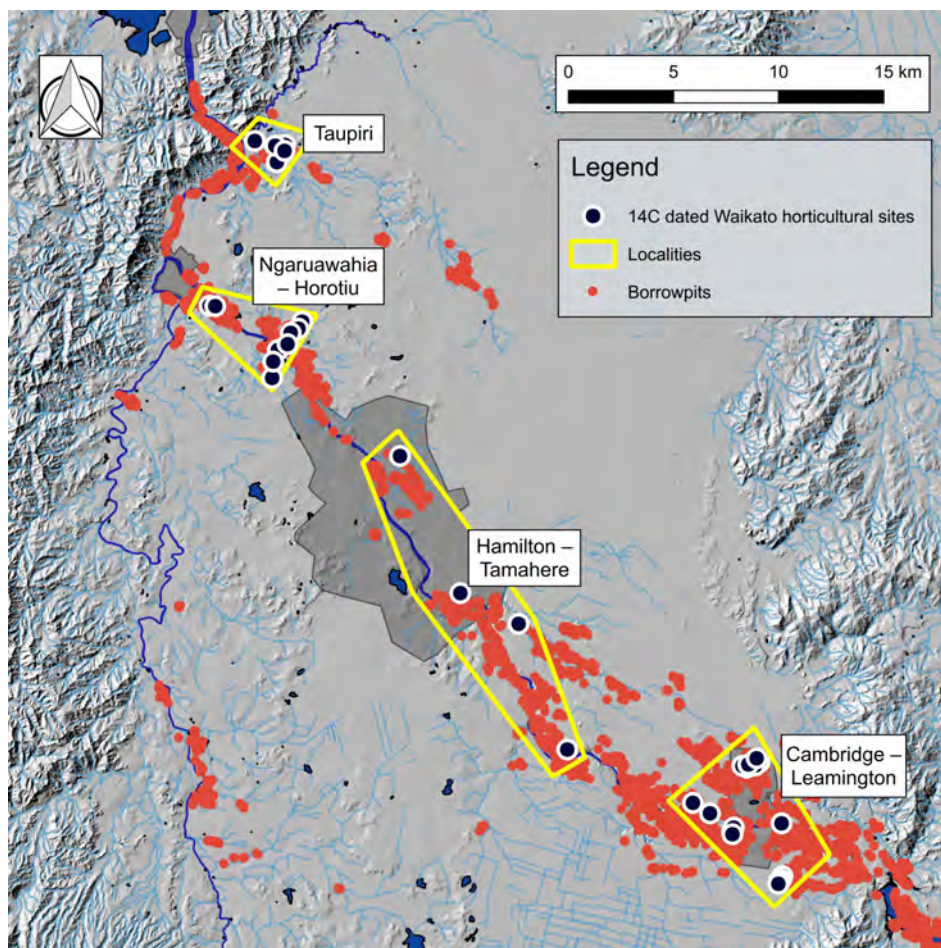 0 5 10 15 km
Taupiri
Legend
14C dated Waikato horticultural sites
Localities
Borrowpits
Ngaruawahia
– Horotiu
Hamilton –
Tamahere
Cambridge –
Leamington